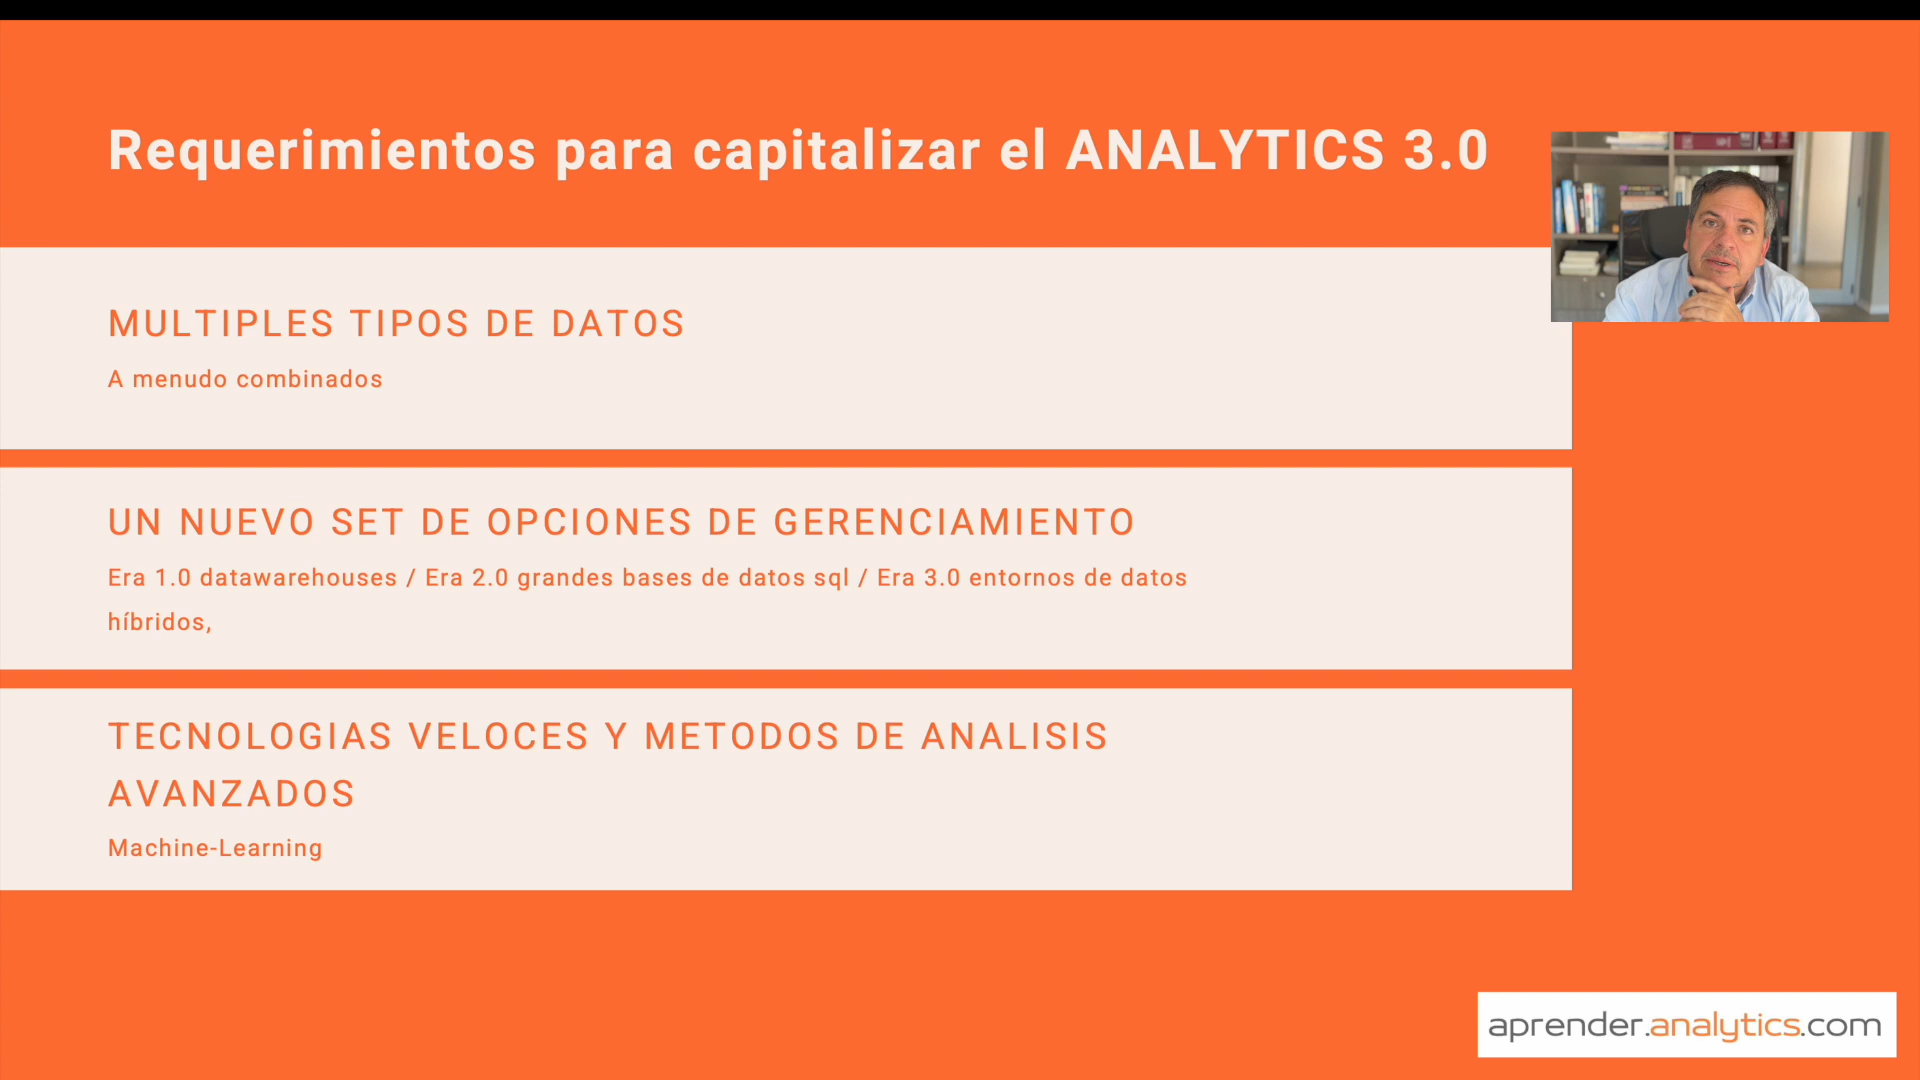 Requerimientos para capitalizar el ANALYTICS 3.0
MULTIPLES TIPOS DE DATOS
A menudo combinados
UN NUEVO SET DE OPCIONES DE GERENCIAMIENTO
Era 1.0 datawarehouses / Era 2.0 grandes bases de datos sql / Era 3.0 entornos de datos
híbridos,
TECNOLOGIAS VELOCES Y METODOS DE ANALISIS
AVANZADOS
Machine-Learning
aprender.analytics.com